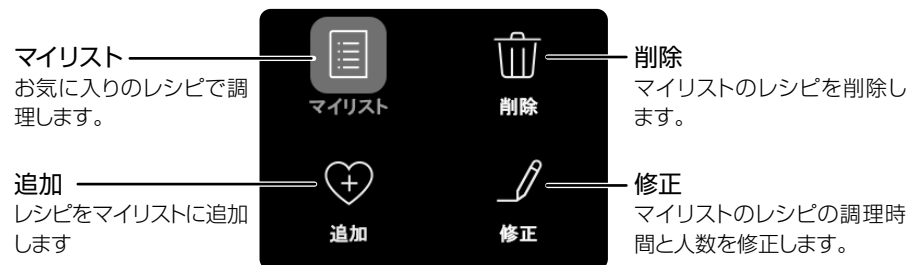 マイリスト
お気に入りのレシピで調
理します。
追加
レシピをマイリストに追加
します
マイリスト
削除
追加
修正
削除
マイリストのレシピを削除し
ます。
修正
マイリストのレシピの調理時
間と人数を修正します。